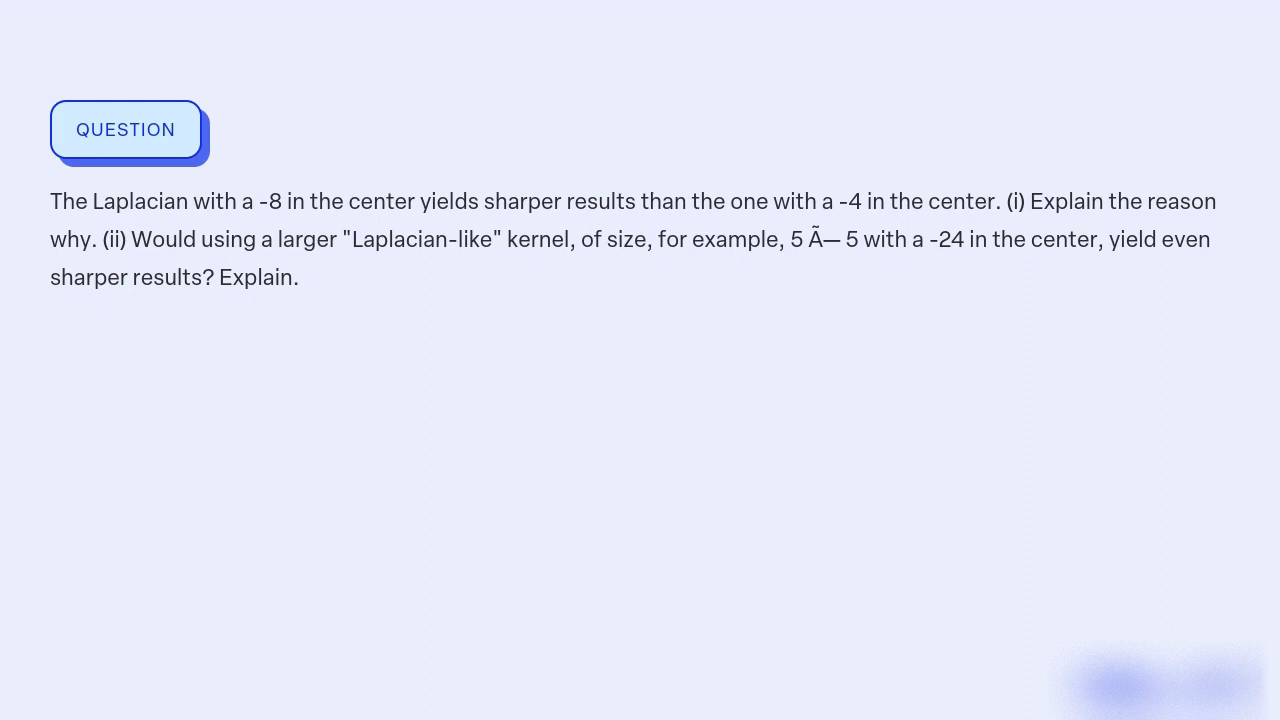 QUESTION
The Laplacian with a -8 in the center yields sharper results than the one with a -4 in the center. (i) Explain the reason
why. (ii) Would using a larger "Laplacian-like" kernel, of size, for example, 5 Ã— 5 with a -24 in the center, yield even
sharper results? Explain.